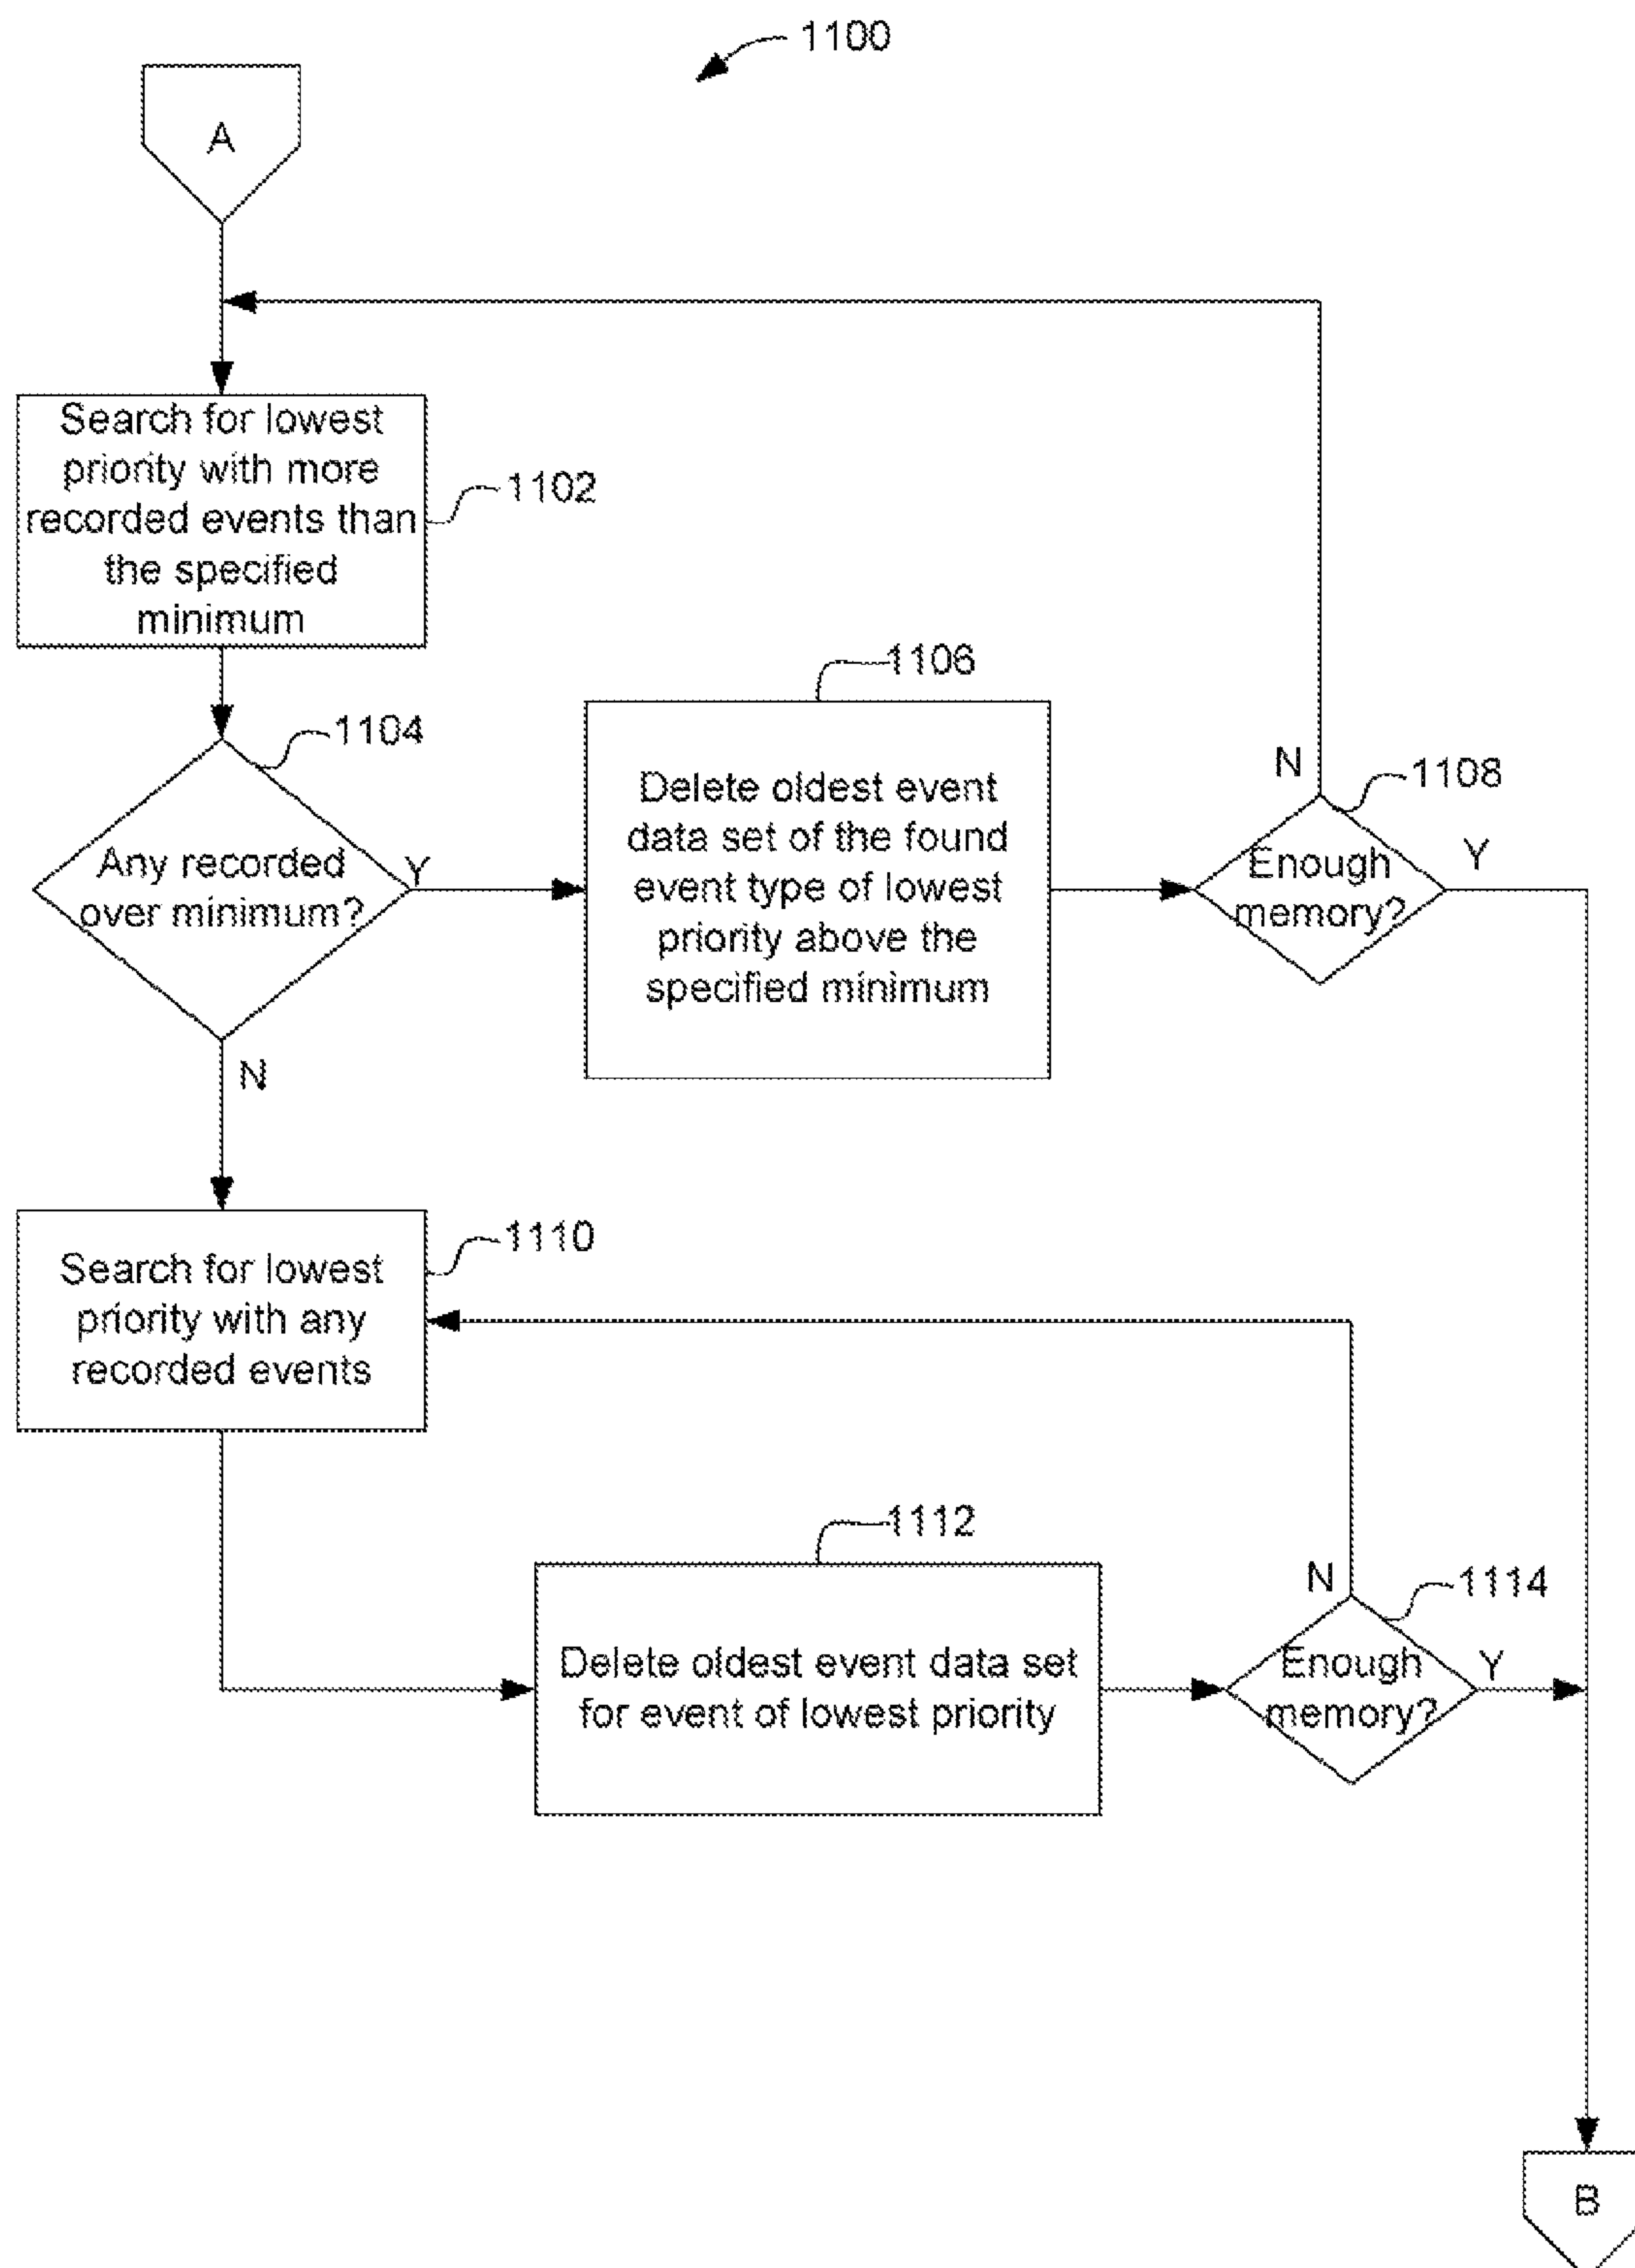 1100
A
Search for lowest
priority with more
recorded events than
the specified
minimum
1102
1104
Any recorded
over minimum?
Y
N
1106
Delete oldest event
data set of the found
event type of lowest
priority above the
specified minimum
N
1108
Enough
memory?
Y
1110
Search for lowest
priority with any
recorded events
1112
Delete oldest event data set
for event of lowest priority
N
1114
Enough
memory?
Y
B